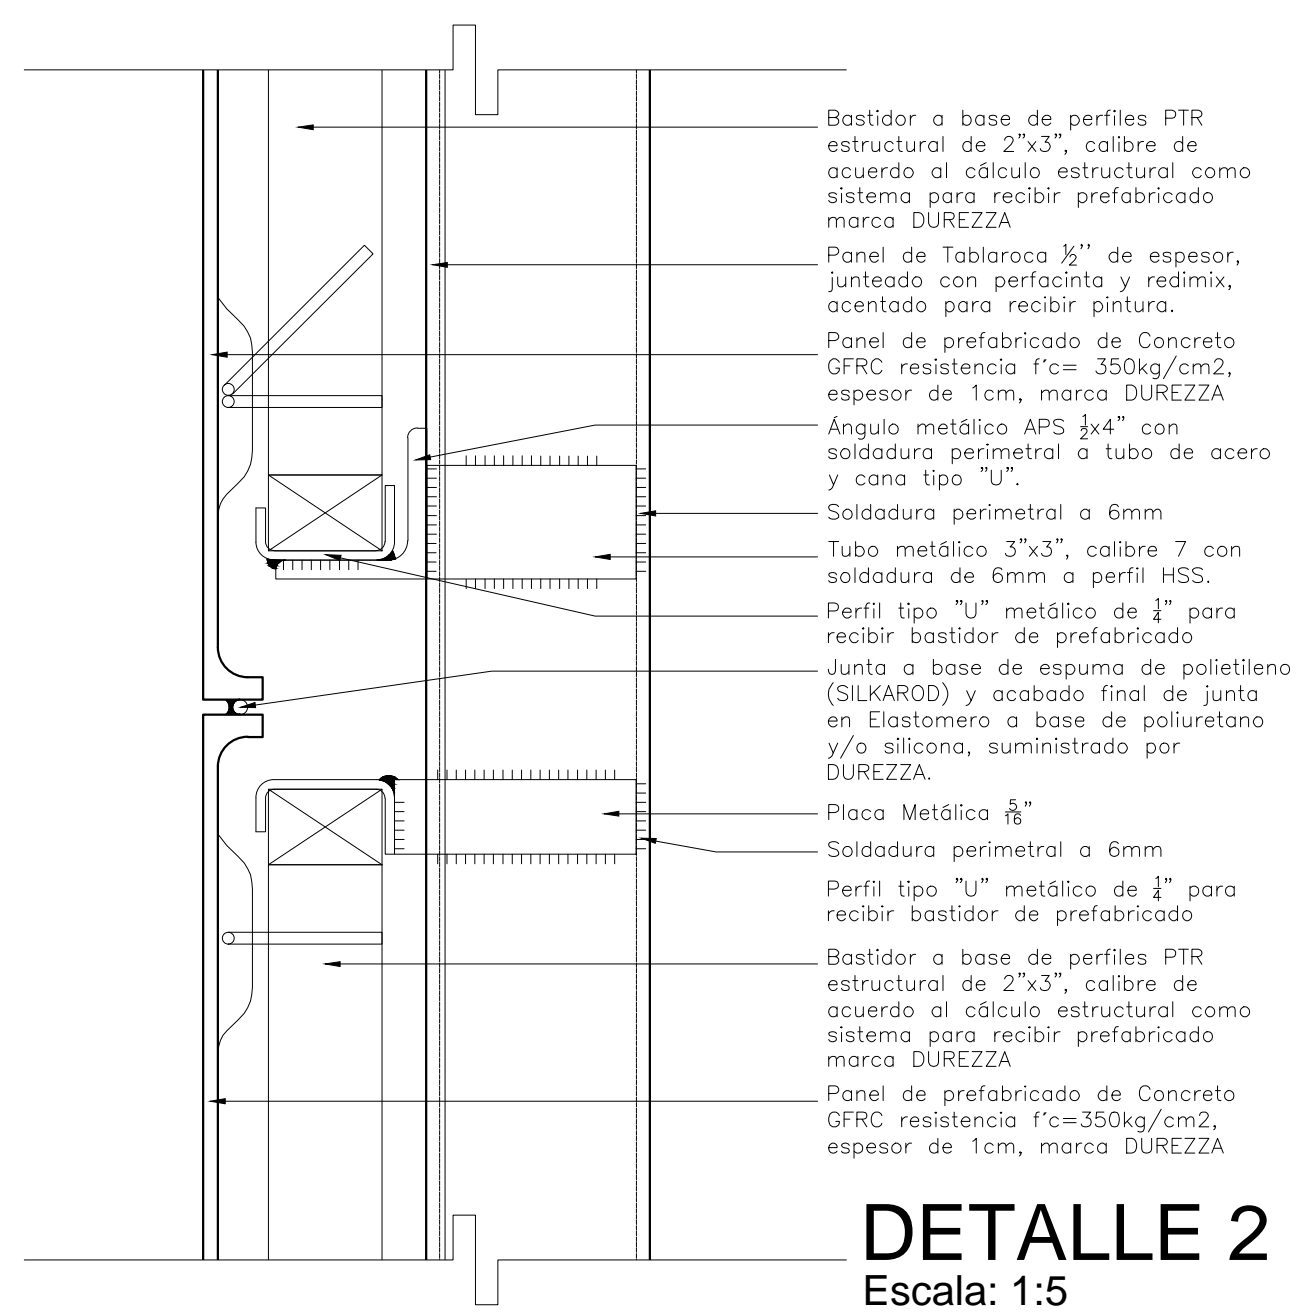 Bastidor a base de perfiles PTR
estructural de 2”x3”, calibre de
acuerdo al cálculo estructural como
sistema para recibir prefabricado
marca DUREZZA
Panel de Tablaroca ½’’ de espesor,
junteado con perfacinta y redimix,
acentado para recibir pintura.
Panel de prefabricado de Concreto
GFRC resistencia f´c= 350kg/cm2,
espesor de 1cm, marca DUREZZA
Ángulo metálico APS ½x4” con
soldadura perimetral a tubo de acero
y cana tipo ”U”.
Soldadura perimetral a 6mm
Tubo metálico 3”x3”, calibre 7 con
soldadura de 6mm a perfil HSS.
Perfil tipo ”U” metálico de ¼” para
recibir bastidor de prefabricado
Junta a base de espuma de polietileno
(SILKAROD) y acabado final de junta
en Elastomero a base de poliuretano
y/o silicona, suministrado por
DUREZZA.
Placa Metálica 5/16”
Soldadura perimetral a 6mm
Perfil tipo ”U” metálico de ¼” para
recibir bastidor de prefabricado
Bastidor a base de perfiles PTR
estructural de 2”x3”, calibre de
acuerdo al cálculo estructural como
sistema para recibir prefabricado
marca DUREZZA
Panel de prefabricado de Concreto
GFRC resistencia f´c=350kg/cm2,
espesor de 1cm, marca DUREZZA
DETALLE 2
Escala: 1:5